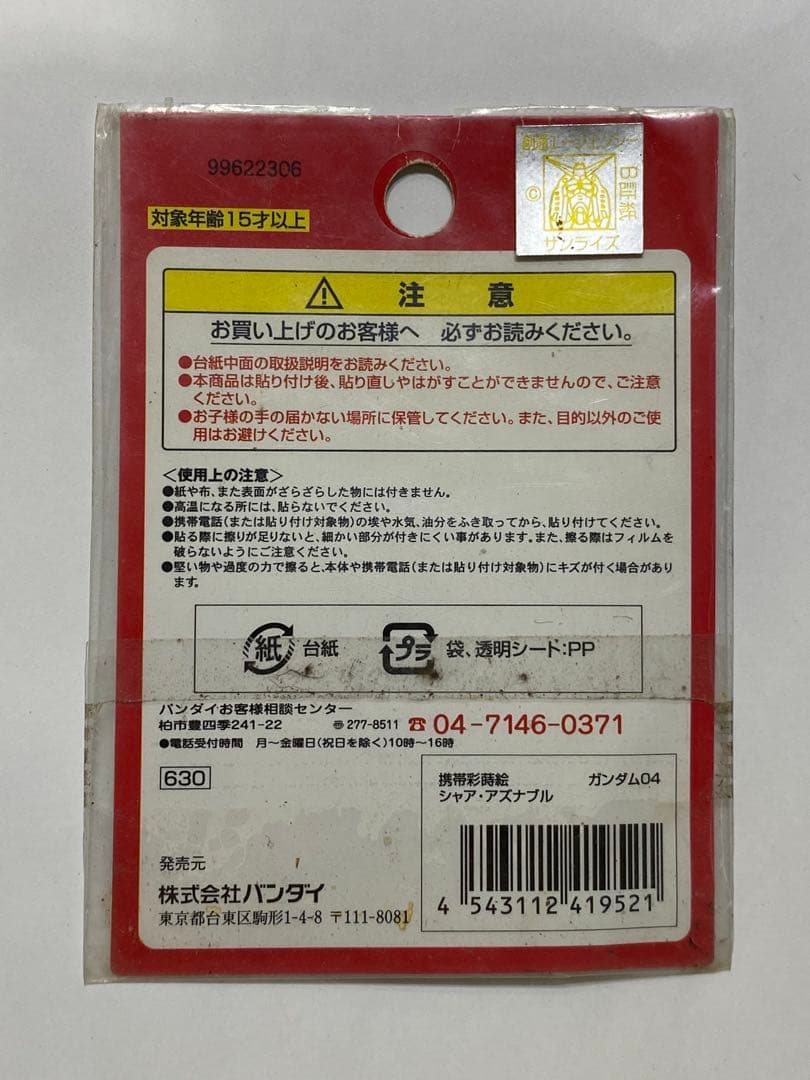 99622306
対象年齢15才以上
創通エージェンシー
B闘粋
©
サンライズ
注 意
お買い上げのお客様へ 必ずお読みください。
●台紙中面の取扱説明をお読みください。
●本商品は貼り付け後、貼り直しやはがすことができませんので、ご注意
ください。
●お子様の手の届かない場所に保管してください。また、目的以外のご使
用はお避けください。
＜使用上の注意＞
●紙や布、また表面がざらざらした物には付きません。
●高温になる所には、貼らないでください。
●携帯電話(または貼り付け対象物)の埃や水気、油分をふき取ってから、貼り付けてください。
●貼る際に擦りが足りないと、細かい部分が付きにくい事があります。また、擦る際はフィルムを
破らないようにご注意ください。
●堅い物や過度の力で擦ると、本体や携帯電話(または貼り付け対象物)にキズが付く場合があり
ます。
紙 台紙
プラ 袋、透明シード:PP
バンダイお客様相談センター
柏市豊四季241-22 〠277-8511 ☎04-7146-0371
●電話受付時間 月～金曜日(祝日を除く)10時～16時
630
携帯彩蒔絵 ガンダム04
シャア・アズナブル
4 543112 419521
発売元
株式会社バンダイ
東京都台東区駒形1-4-8 〒111-8081